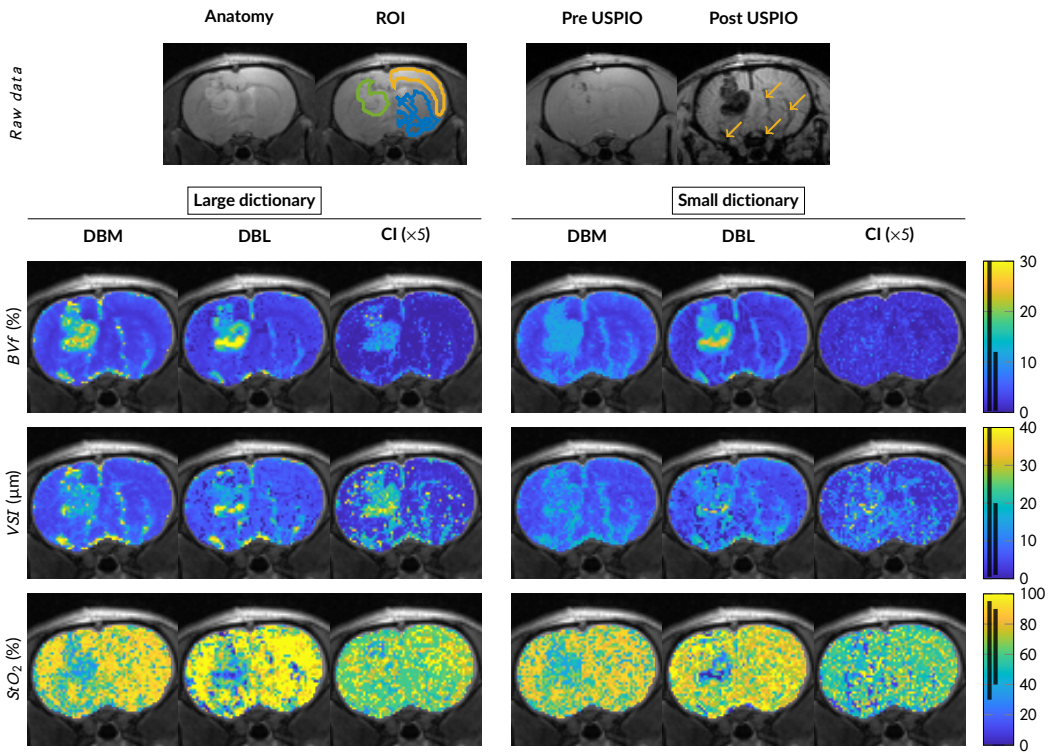 Anatomy ROI Pre USPIO Post USPIO
Raw data
Large dictionary Small dictionary
DBM DBL CI (×5) DBM DBL CI (×5)
BVf (%)
30
20
10
0
VSI (µm)
40
30
20
10
0
StO₂ (%)
100
80
60
40
20
0